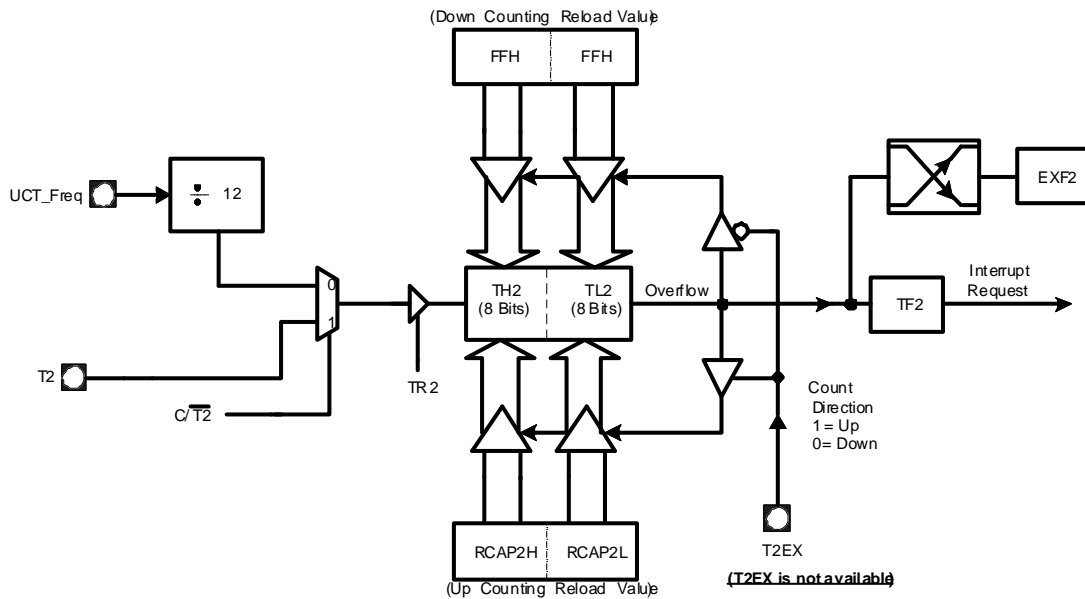 (Down Counting Reload Value)
FFH FFH
UCT_Freq
÷ 12
EXF2
0
1
TH2
(8 Bits)
TL2
(8 Bits)
Overflow
TF2
Interrupt
Request
T2
TR2
C/T2
Count
Direction
1 = Up
0= Down
RCAP2H RCAP2L
(Up Counting Reload Value)
T2EX
(T2EX is not available)